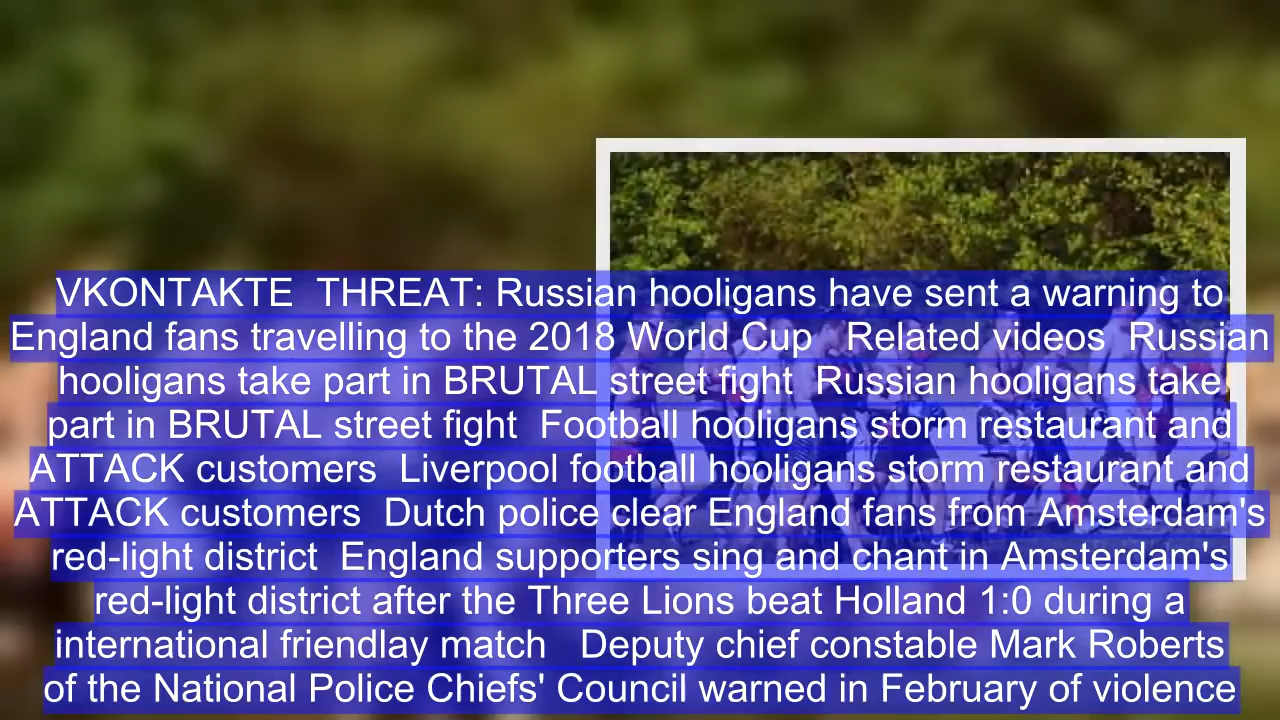 VKONTAKTE  THREAT: Russian hooligans have sent a warning to
England fans travelling to the 2018 World Cup   Related videos  Russian
hooligans take part in BRUTAL street fight  Russian hooligans take
part in BRUTAL street fight  Football hooligans storm restaurant and
ATTACK customers  Liverpool football hooligans storm restaurant and
ATTACK customers  Dutch police clear England fans from Amsterdam's
red-light district  England supporters sing and chant in Amsterdam's
red-light district after the Three Lions beat Holland 1:0 during a
international friendlay match   Deputy chief constable Mark Roberts
of the National Police Chiefs' Council warned in February of violence